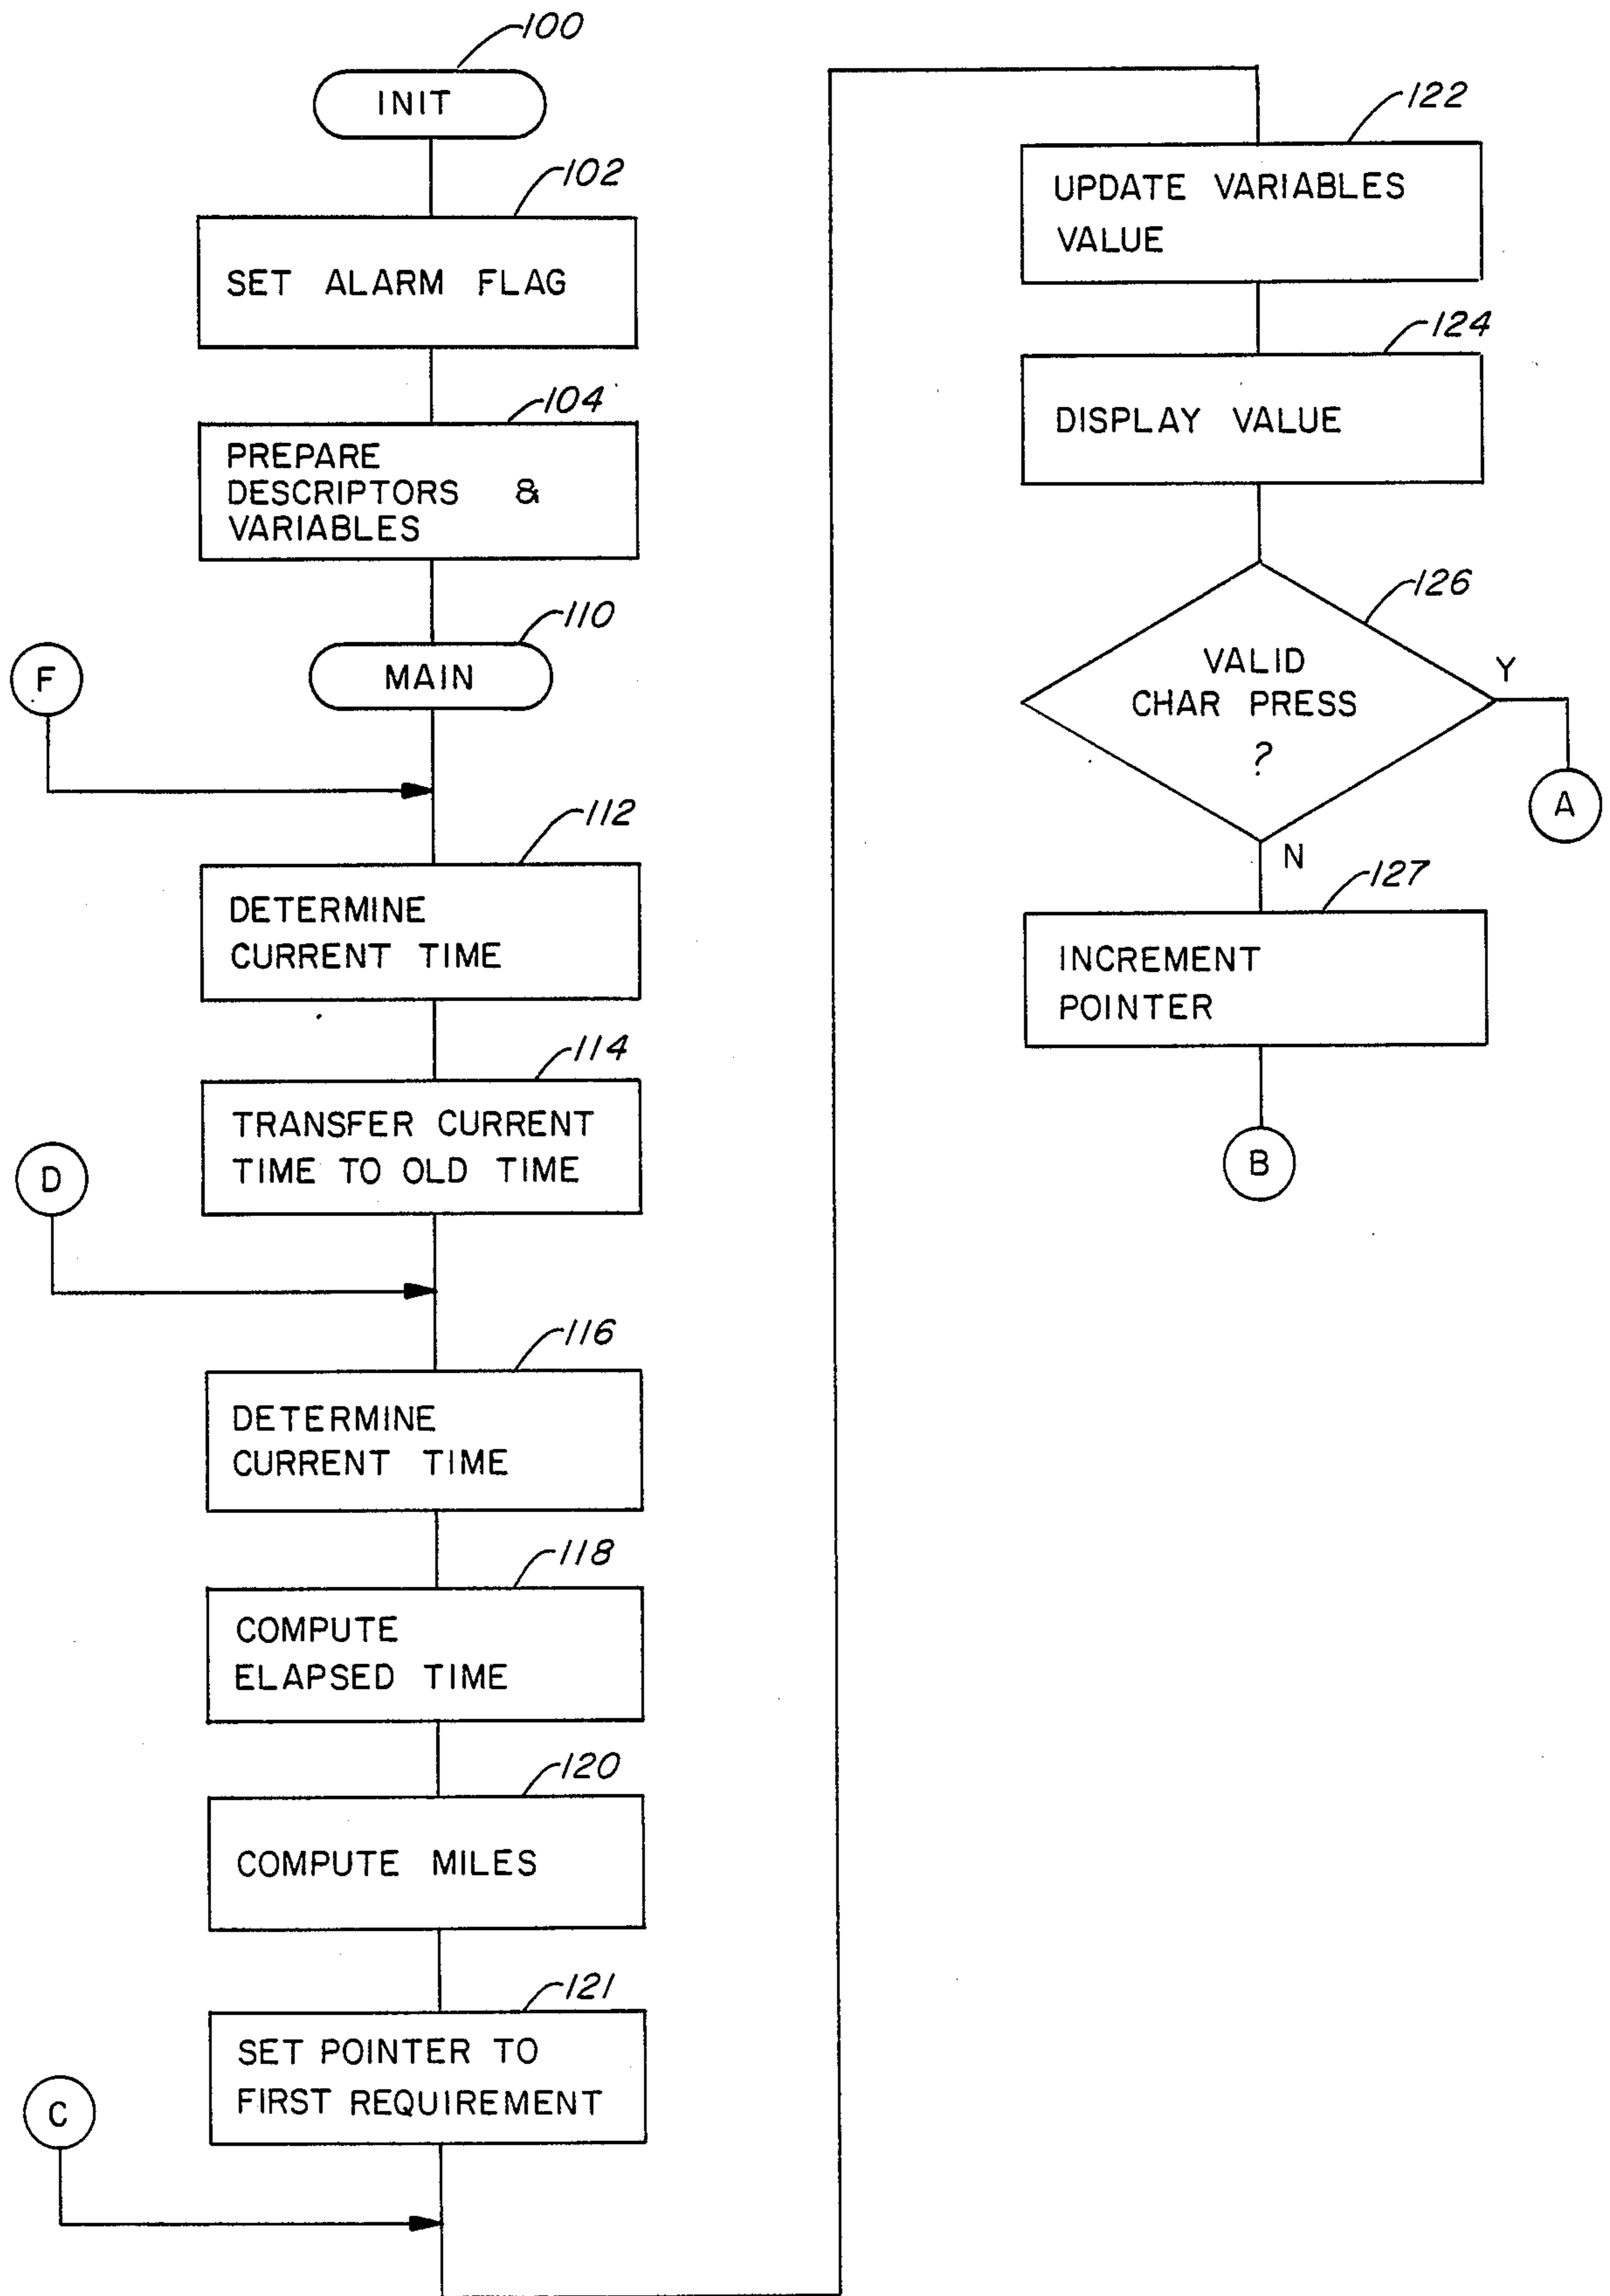 100
INIT
102
SET ALARM FLAG
104
PREPARE
DESCRIPTORS &
VARIABLES
110
MAIN
F
112
DETERMINE
CURRENT TIME
114
TRANSFER CURRENT
TIME TO OLD TIME
D
116
DETERMINE
CURRENT TIME
118
COMPUTE
ELAPSED TIME
120
COMPUTE MILES
121
SET POINTER TO
FIRST REQUIREMENT
C
122
UPDATE VARIABLES
VALUE
124
DISPLAY VALUE
126
VALID
CHAR PRESS
?
Y
A
N
127
INCREMENT
POINTER
B